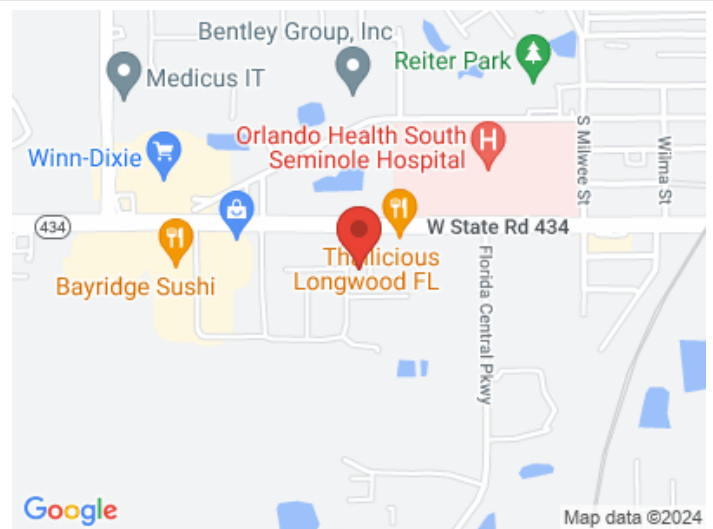 Bentley Group, Inc
Reiter Park
Medicus IT
Orlando Health South
Seminole Hospital
H
Winn-Dixie
S Milwee St
Wilma St
434
W State Rd 434
Thailicious
Longwood FL
Bayridge Sushi
Florida Central Pkwy
Google
Map data ©2024